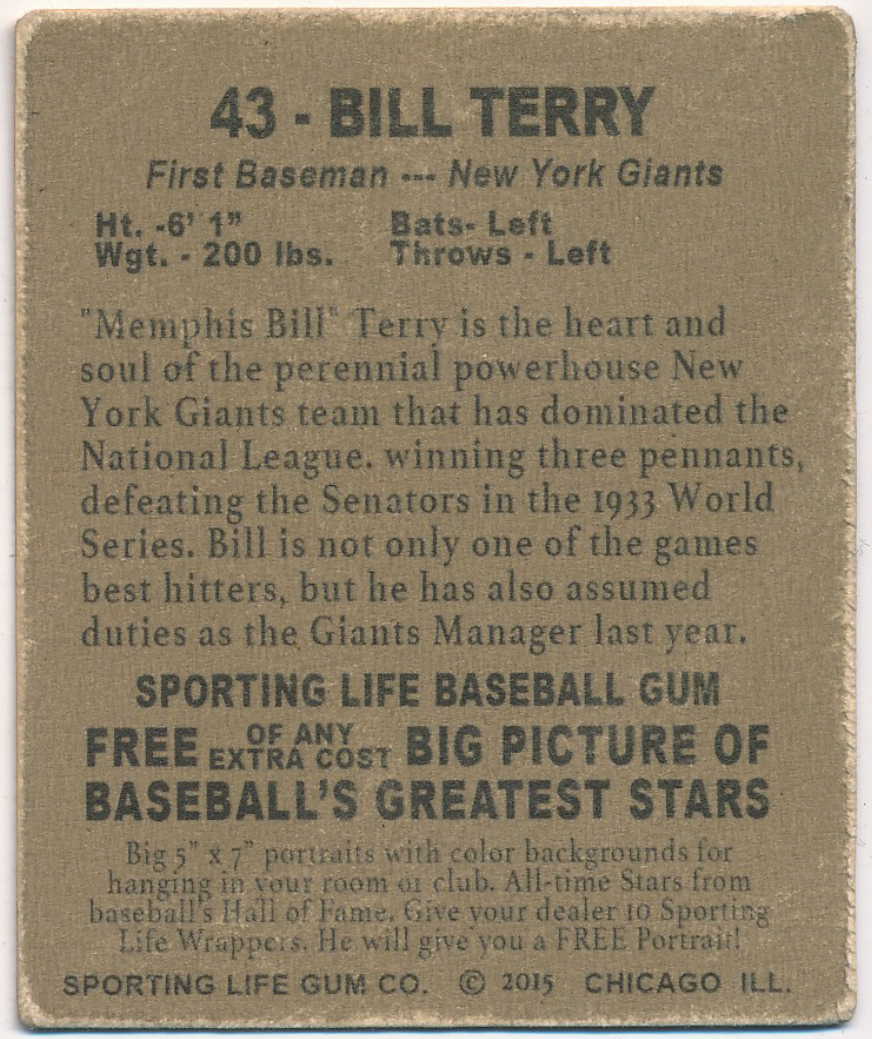 43 - BILL TERRY
First Baseman --- New York Giants
Ht. -6' 1" Bats- Left
Wgt. - 200 lbs. Throws - Left
"Memphis Bill" Terry is the heart and
soul of the perennial powerhouse New
York Giants team that has dominated the
National League. winning three pennants,
defeating the Senators in the 1933 World
Series. Bill is not only one of the games
best hitters, but he has also assumed
duties as the Giants Manager last year.
SPORTING LIFE BASEBALL GUM
FREE OF ANY EXTRA COST BIG PICTURE OF
BASEBALL'S GREATEST STARS
Big 5" x 7" portraits with color backgrounds for
hanging in your room or club. All-time Stars from
baseball's Hall of Fame. Give your dealer 10 Sporting
Life Wrappers. He will give you a FREE Portrait!
SPORTING LIFE GUM CO. © 2015 CHICAGO ILL.